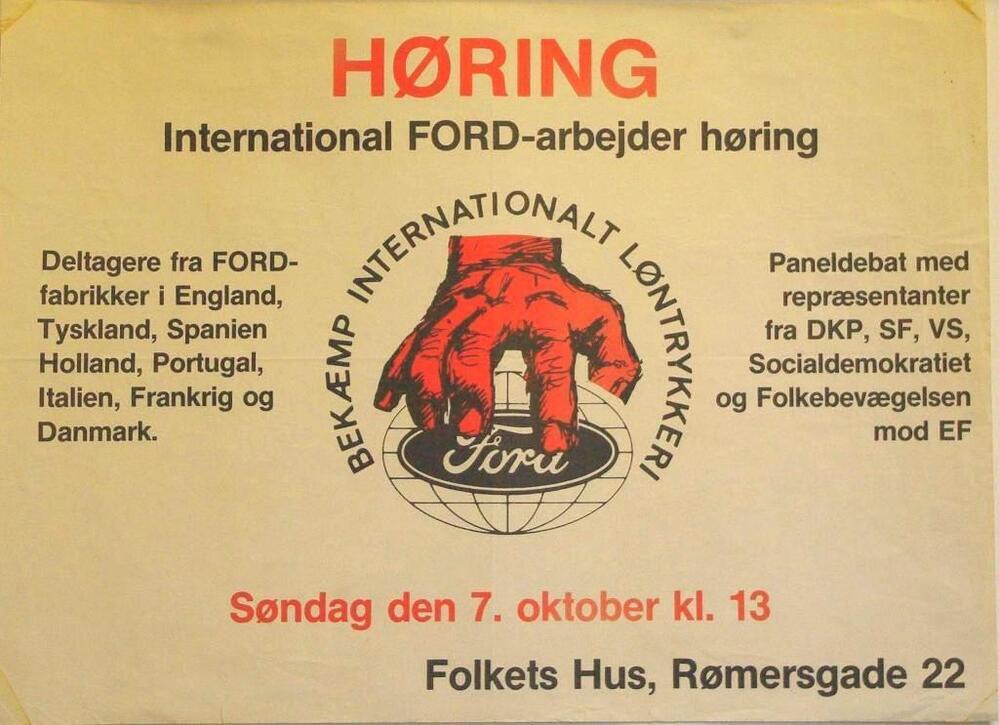 HØRING
International FORD-arbejder høring
BEKÆMP INTERNATIONALT LØNTRYKKERI
Deltagere fra FORD-
fabrikker i England,
Tyskland, Spanien
Holland, Portugal,
Italien, Frankrig og
Danmark.
Ford
Paneldebat med
repræsentanter
fra DKP, SF, VS,
Socialdemokratiet
og Folkebevægelsen
mod EF
Søndag den 7. oktober kl. 13
Folkets Hus, Rømersgade 22